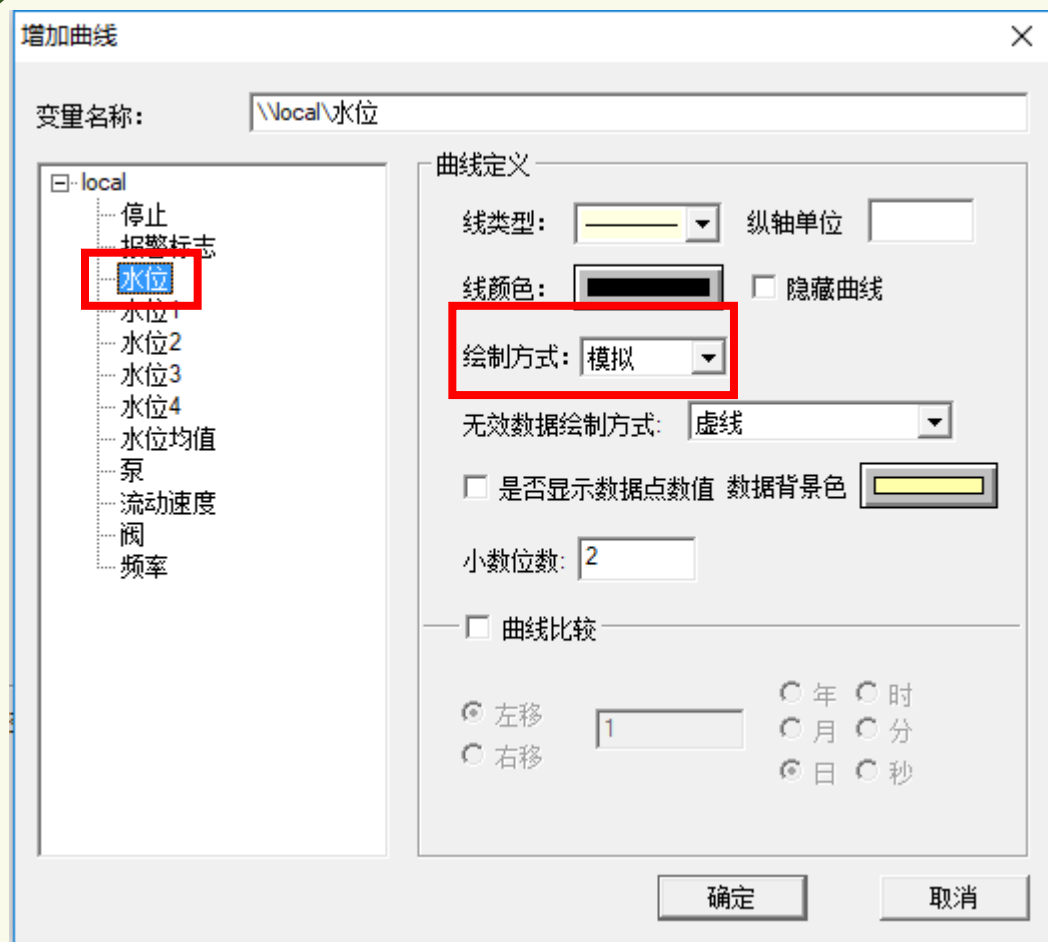 增加曲线
变量名称：
\\local\水位
local
停止
报警标志
水位
水位1
水位2
水位3
水位4
水位均值
泵
流动速度
阀
频率
曲线定义
线类型： 纵轴单位
线颜色： 隐藏曲线
绘制方式： 模拟
无效数据绘制方式: 虚线
是否显示数据点数值 数据背景色
小数位数: 2
曲线比较
左移 1 年 时
右移 月 分
日 秒
确定 取消